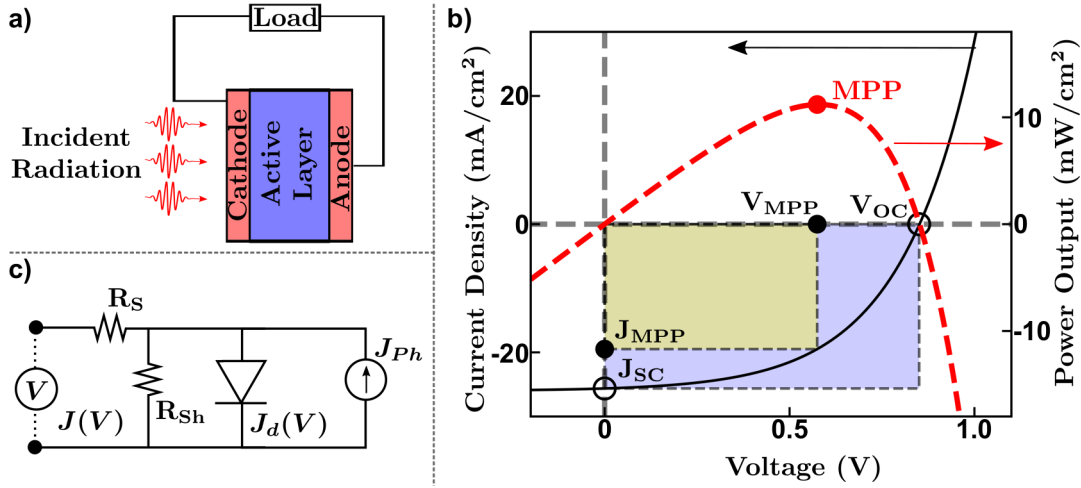 a)
Load
Incident
Radiation
Cathode
Active
Layer
Anode
b)
Current Density (mA/cm²)
20
0
-20
MPP
V_MPP
V_OC
J_MPP
J_SC
10
0
-10
Power Output (mW/cm²)
0
0.5
1.0
Voltage (V)
c)
R_S
V
J(V)
R_Sh
J_d(V)
J_Ph